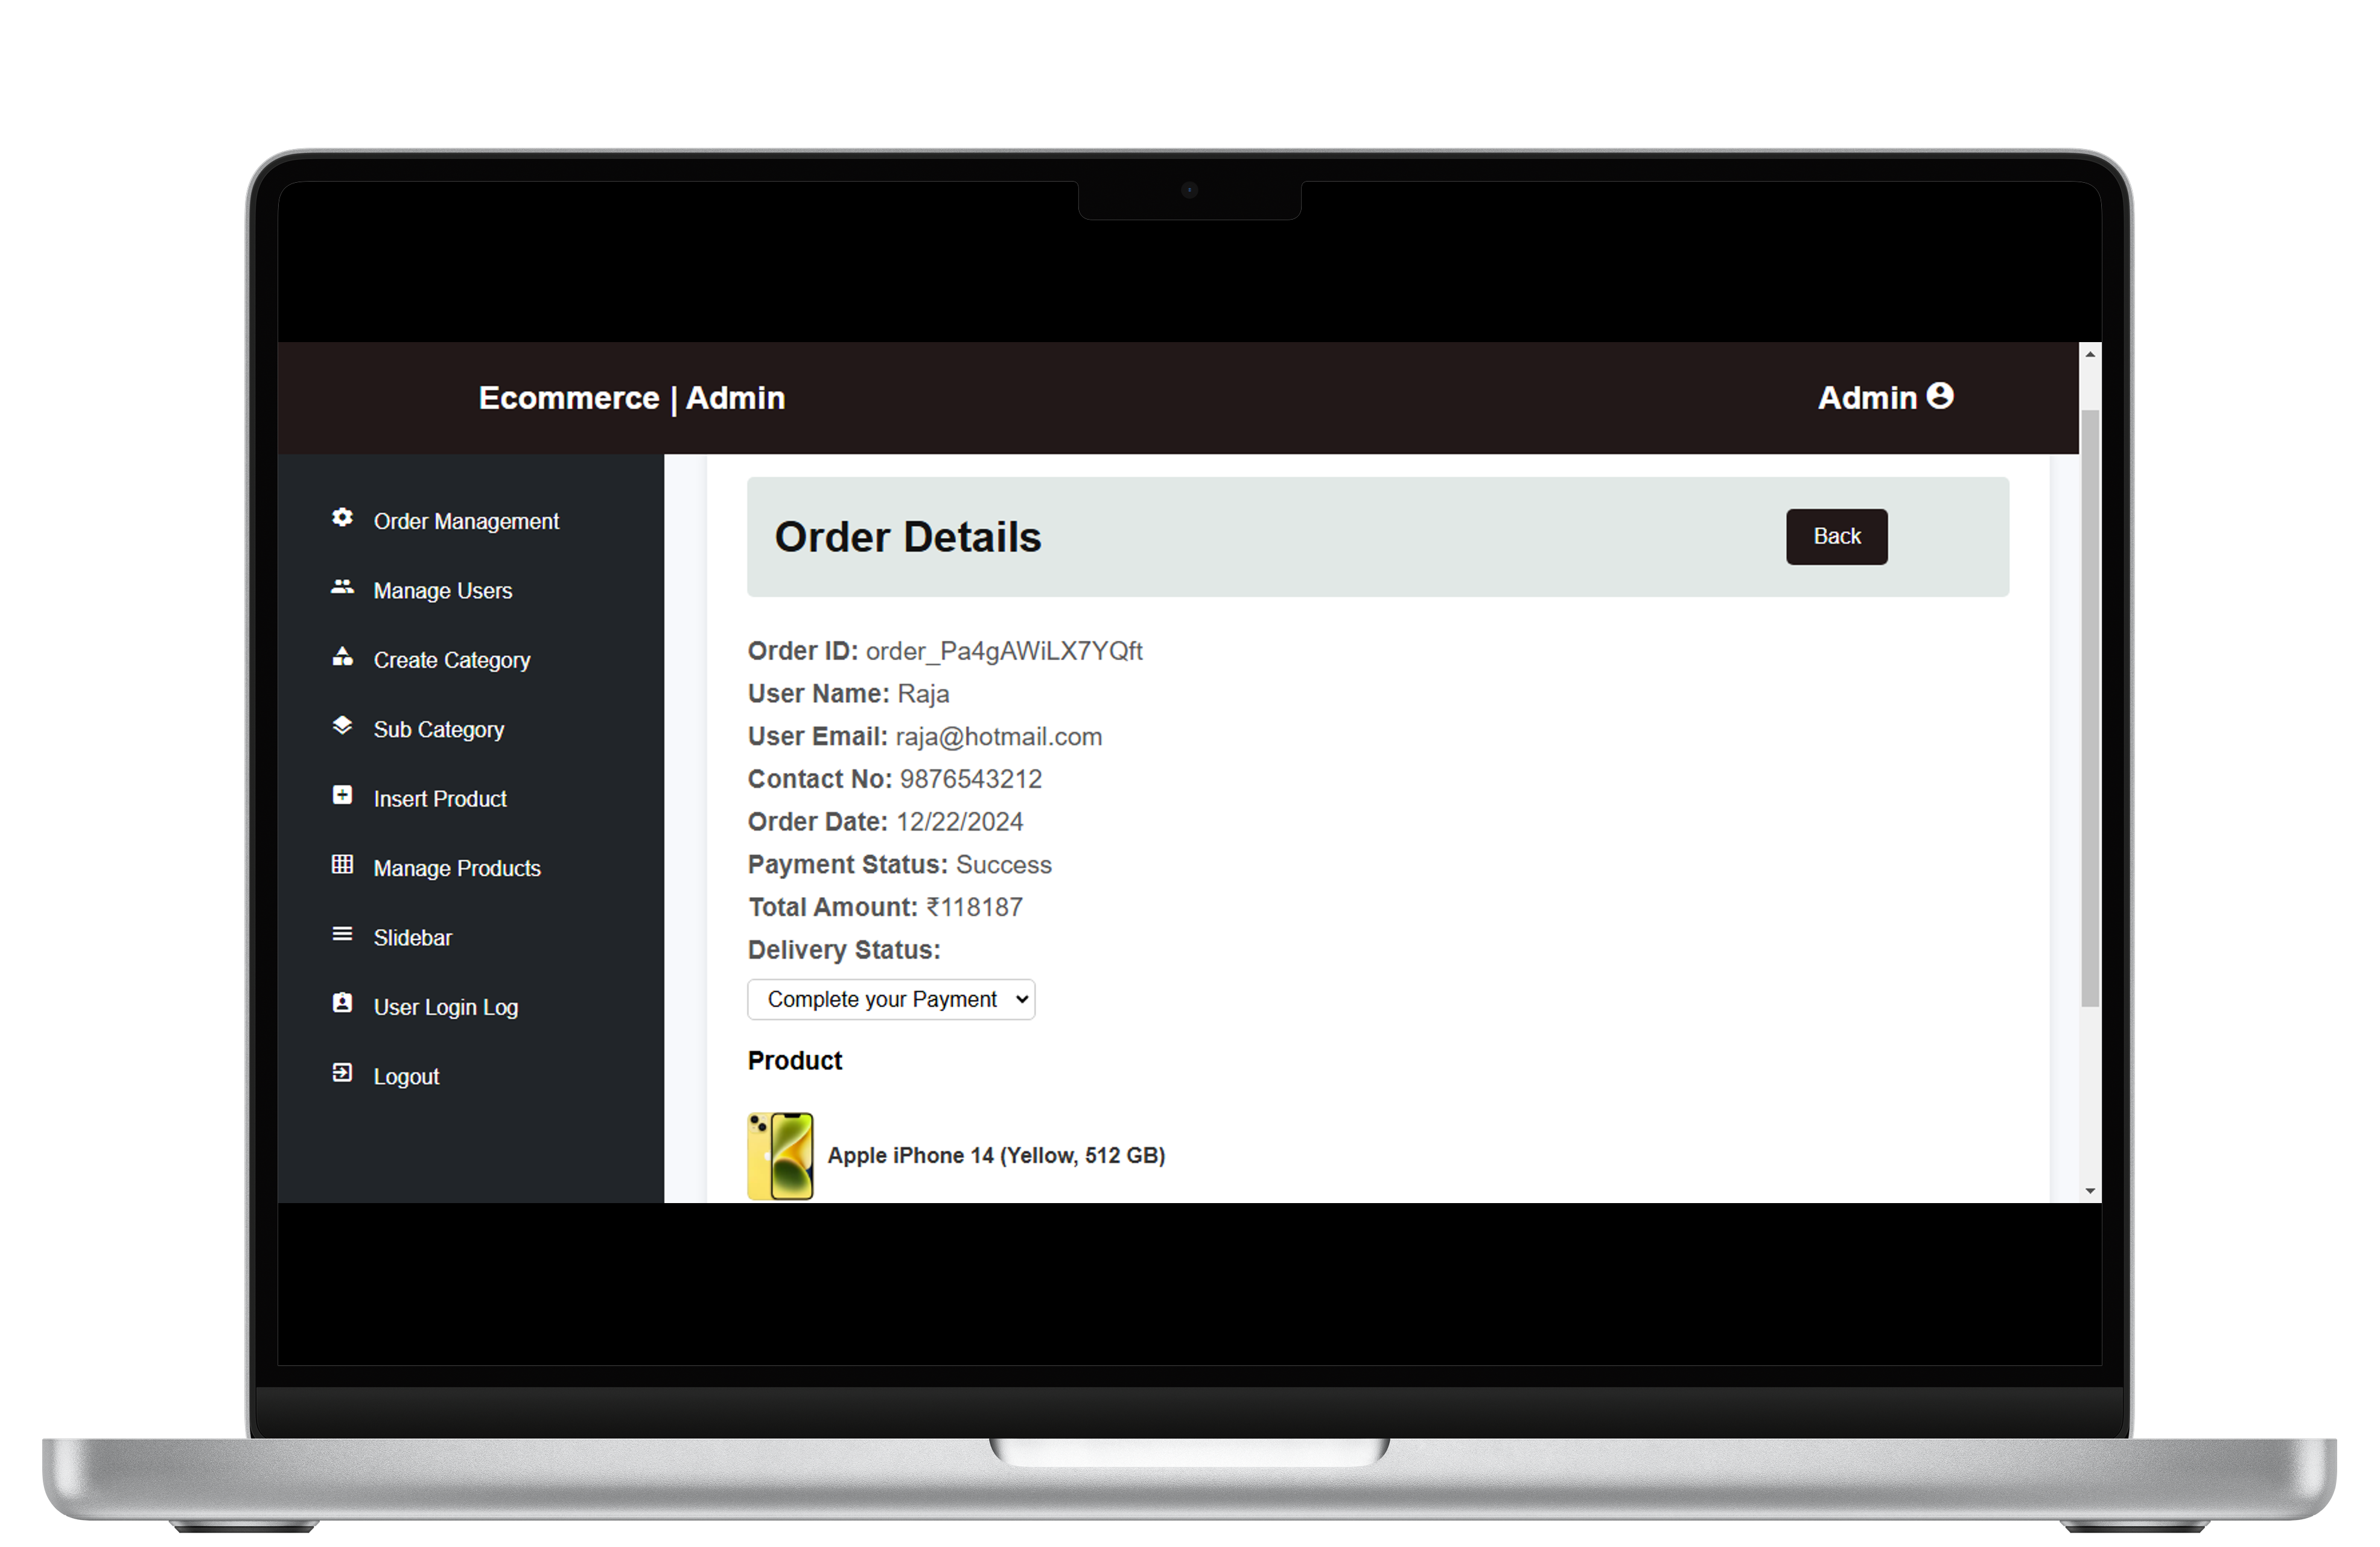 Ecommerce | Admin
Admin
Order Management
Manage Users
Create Category
Sub Category
Insert Product
Manage Products
Slidebar
User Login Log
Logout
Order Details
Back
Order ID: order_Pa4gAWiLX7YQft
User Name: Raja
User Email: raja@hotmail.com
Contact No: 9876543212
Order Date: 12/22/2024
Payment Status: Success
Total Amount: ₹118187
Delivery Status:
Complete your Payment
Product
Apple iPhone 14 (Yellow, 512 GB)